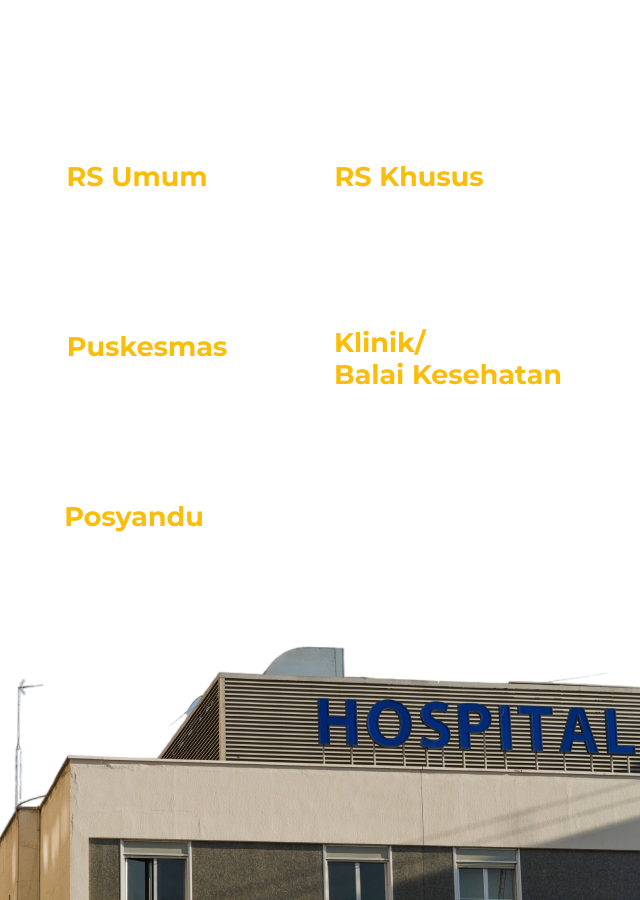 RS Umum
RS Khusus
Puskesmas
Klinik/
Balai Kesehatan
Posyandu
HOSPITAL